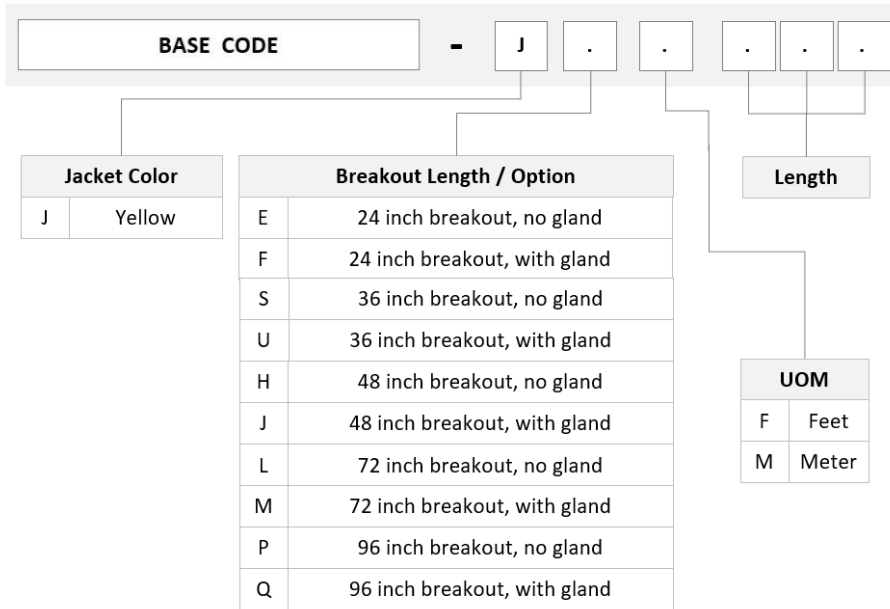 BASE CODE - J . . . . .
Jacket Color
J Yellow
Breakout Length / Option
E 24 inch breakout, no gland
F 24 inch breakout, with gland
S 36 inch breakout, no gland
U 36 inch breakout, with gland
H 48 inch breakout, no gland
J 48 inch breakout, with gland
L 72 inch breakout, no gland
M 72 inch breakout, with gland
P 96 inch breakout, no gland
Q 96 inch breakout, with gland
Length
UOM
F Feet
M Meter